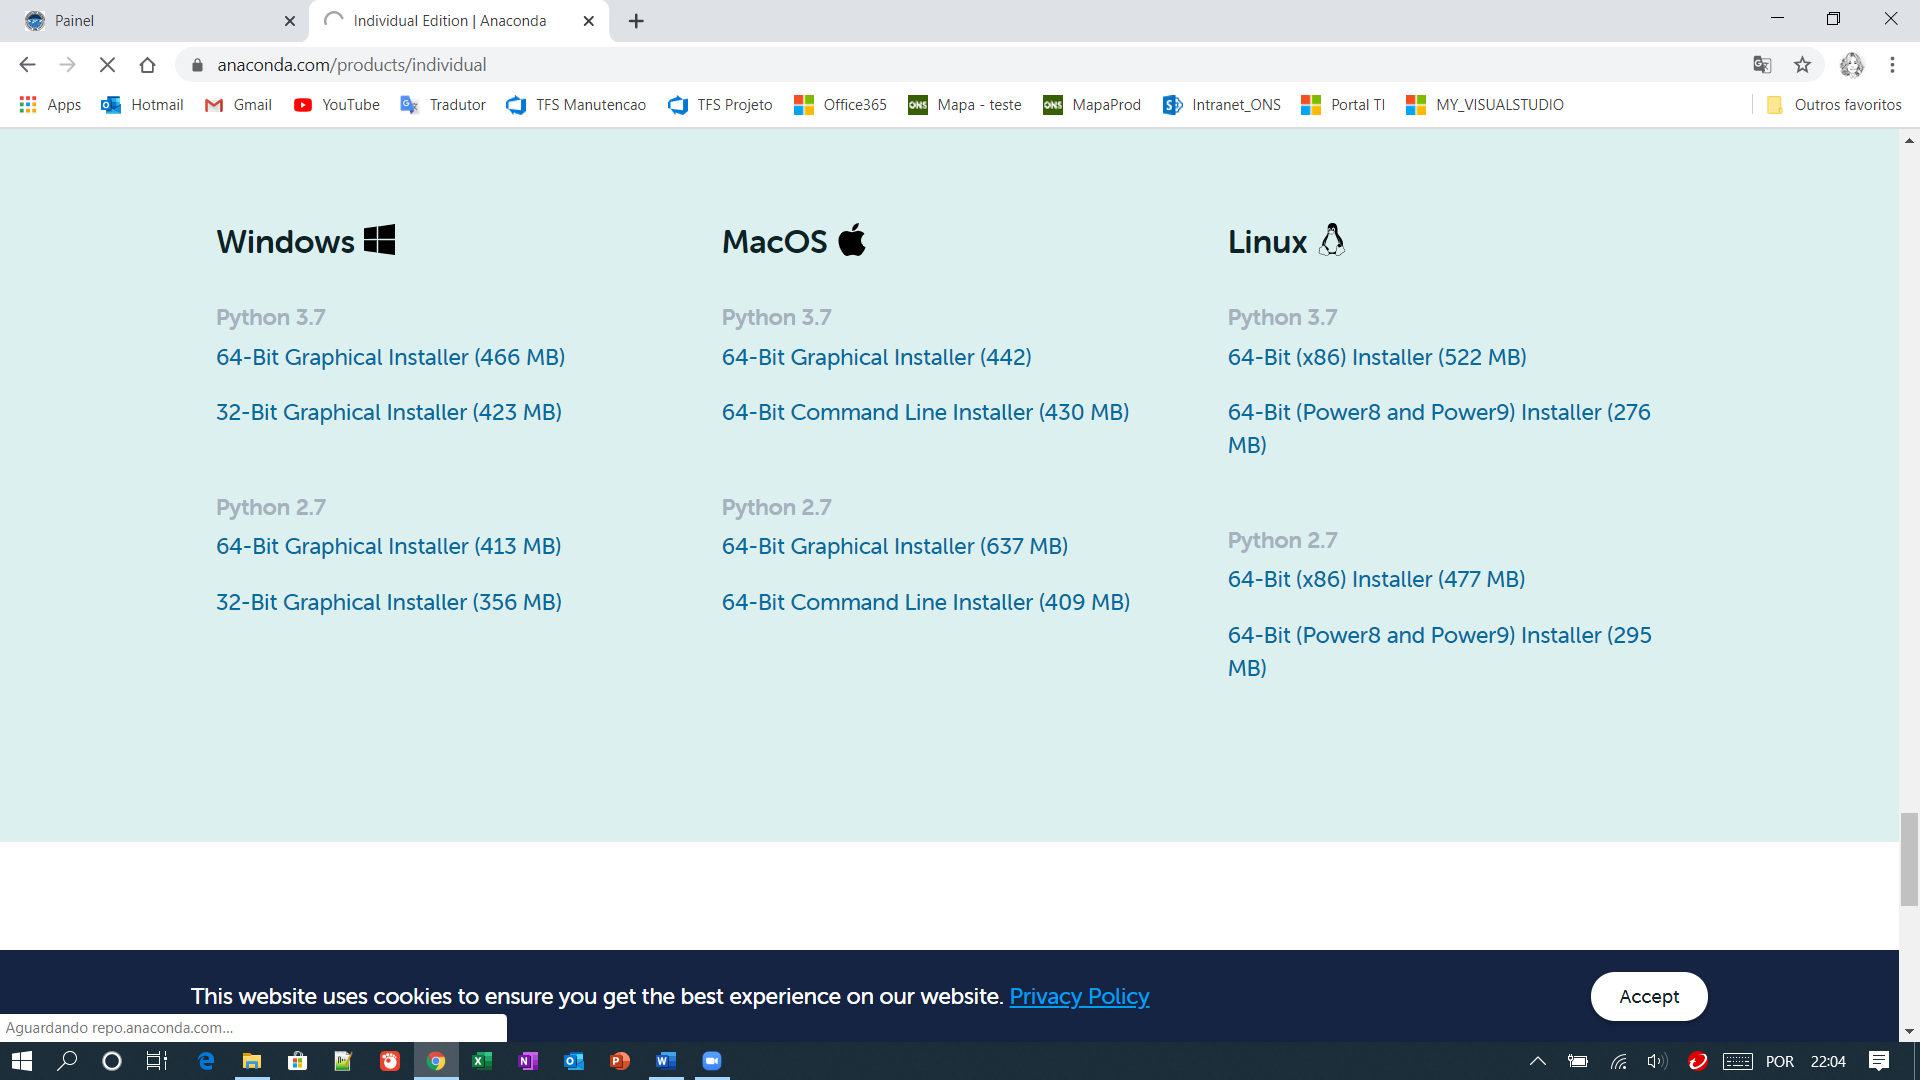 Painel
Individual Edition | Anaconda
anaconda.com/products/individual
Apps Hotmail Gmail YouTube Tradutor TFS Manutencao TFS Projeto Office365 ONS Mapa - teste ONS MapaProd Intranet_ONS Portal TI MY_VISUALSTUDIO Outros favoritos
Windows
Python 3.7
64-Bit Graphical Installer (466 MB)
32-Bit Graphical Installer (423 MB)
Python 2.7
64-Bit Graphical Installer (413 MB)
32-Bit Graphical Installer (356 MB)
MacOS
Python 3.7
64-Bit Graphical Installer (442)
64-Bit Command Line Installer (430 MB)
Python 2.7
64-Bit Graphical Installer (637 MB)
64-Bit Command Line Installer (409 MB)
Linux
Python 3.7
64-Bit (x86) Installer (522 MB)
64-Bit (Power8 and Power9) Installer (276
MB)
Python 2.7
64-Bit (x86) Installer (477 MB)
64-Bit (Power8 and Power9) Installer (295
MB)
This website uses cookies to ensure you get the best experience on our website. Privacy Policy
Accept
Aguardando repo.anaconda.com...
POR 22:04